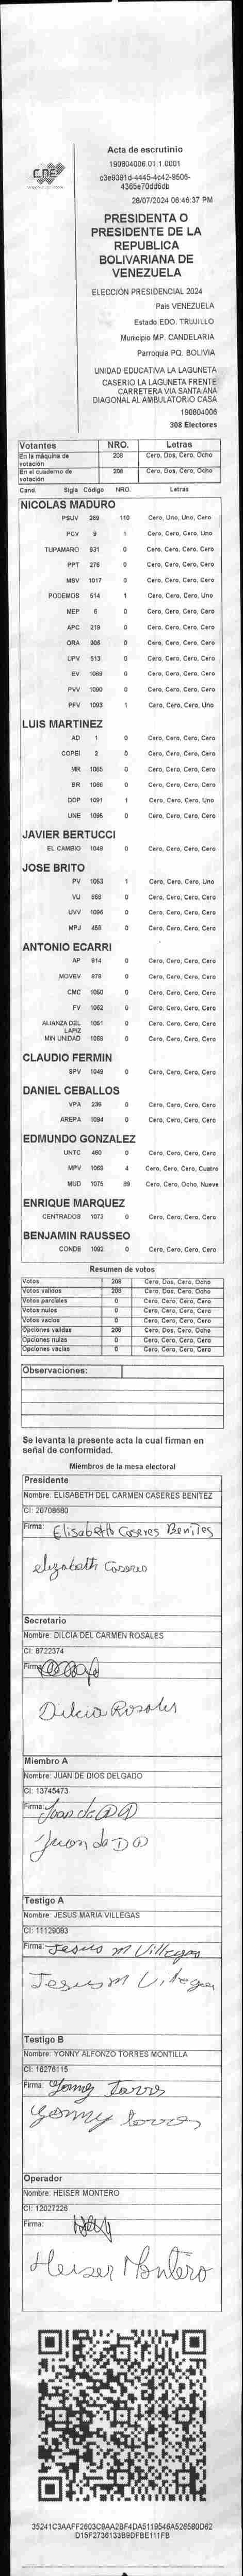 CNE
Acta de escrutinio
190804006.01.1.0001
c3e9391d-4445-4c42-9506-
4365e70dd6db
28/07/2024 06:46:37 PM
PRESIDENTA O
PRESIDENTE DE LA
REPUBLICA
BOLIVARIANA DE
VENEZUELA
ELECCIÓN PRESIDENCIAL 2024
País VENEZUELA
Estado EDO. TRUJILLO
Municipio MP. CANDELARIA
Parroquia PQ. BOLIVIA
UNIDAD EDUCATIVA LA LAGUNETA
CASERIO LA LAGUNETA FRENTE
CARRETERA VIA SANTA ANA
DIAGONAL AL AMBULATORIO CASA
190804006
308 Electores
Votantes NRO. Letras
En la máquina de votación 208 Cero, Dos, Cero, Ocho
En el cuaderno de votación 208 Cero, Dos, Cero, Ocho
Cand. Sigla Código NRO. Letras
NICOLAS MADURO
PSUV 269 110 Cero, Uno, Uno, Cero
PCV 9 1 Cero, Cero, Cero, Uno
TUPAMARO 931 0 Cero, Cero, Cero, Cero
PPT 276 0 Cero, Cero, Cero, Cero
MSV 1017 0 Cero, Cero, Cero, Cero
PODEMOS 514 1 Cero, Cero, Cero, Uno
MEP 6 0 Cero, Cero, Cero, Cero
APC 219 0 Cero, Cero, Cero, Cero
ORA 906 0 Cero, Cero, Cero, Cero
UPV 513 0 Cero, Cero, Cero, Cero
EV 1089 0 Cero, Cero, Cero, Cero
PVV 1090 0 Cero, Cero, Cero, Cero
PFV 1093 1 Cero, Cero, Cero, Uno
LUIS MARTINEZ
AD 1 0 Cero, Cero, Cero, Cero
COPEI 2 0 Cero, Cero, Cero, Cero
MR 1065 0 Cero, Cero, Cero, Cero
BR 1066 0 Cero, Cero, Cero, Cero
DDP 1091 1 Cero, Cero, Cero, Uno
UNE 1095 0 Cero, Cero, Cero, Cero
JAVIER BERTUCCI
EL CAMBIO 1048 0 Cero, Cero, Cero, Cero
JOSE BRITO
PV 1053 1 Cero, Cero, Cero, Uno
VU 868 0 Cero, Cero, Cero, Cero
UVV 1096 0 Cero, Cero, Cero, Cero
MPJ 458 0 Cero, Cero, Cero, Cero
ANTONIO ECARRI
AP 914 0 Cero, Cero, Cero, Cero
MOVEV 879 0 Cero, Cero, Cero, Cero
CMC 1050 0 Cero, Cero, Cero, Cero
FV 1062 0 Cero, Cero, Cero, Cero
ALIANZA DEL LAPIZ 1081 0 Cero, Cero, Cero, Cero
MIN UNIDAD 1088 0 Cero, Cero, Cero, Cero
CLAUDIO FERMIN
SPV 1049 0 Cero, Cero, Cero, Cero
DANIEL CEBALLOS
VPA 236 0 Cero, Cero, Cero, Cero
AREPA 1094 0 Cero, Cero, Cero, Cero
EDMUNDO GONZALEZ
UNTC 460 0 Cero, Cero, Cero, Cero
MPV 1069 4 Cero, Cero, Cero, Cuatro
MUD 1075 89 Cero, Cero, Ocho, Nueve
ENRIQUE MARQUEZ
CENTRADOS 1073 0 Cero, Cero, Cero, Cero
BENJAMIN RAUSSEO
CONDE 1082 0 Cero, Cero, Cero, Cero
Resumen de votos
Votos 208 Cero, Dos, Cero, Ocho
Votos validos 208 Cero, Dos, Cero, Ocho
Votos parciales 0 Cero, Cero, Cero, Cero
Votos nulos 0 Cero, Cero, Cero, Cero
Votos vacios 0 Cero, Cero, Cero, Cero
Opciones validas 208 Cero, Dos, Cero, Ocho
Opciones nulas 0 Cero, Cero, Cero, Cero
Opciones vacias 0 Cero, Cero, Cero, Cero
Observaciones:
Se levanta la presente acta la cual firman en
señal de conformidad.
Miembros de la mesa electoral
Presidente
Nombre: ELISABETH DEL CARMEN CASERES BENITEZ
CI: 20708680
Firma: Elisabeth Caseres Benites
elizabeth Caseres
Secretario
Nombre: DILCIA DEL CARMEN ROSALES
CI: 8722374
Firma:
Dilcia Rosales
Miembro A
Nombre: JUAN DE DIOS DELGADO
CI: 13745473
Firma: Juan de D D
Juan de D D
Testigo A
Nombre: JESUS MARIA VILLEGAS
CI: 11129083
Firma: Jesus M Villegas
Jesus M Villegas
Testigo B
Nombre: YONNY ALFONZO TORRES MONTILLA
CI: 16276115
Firma: Yonny Torres
Yonny Torres
Operador
Nombre: HEISER MONTERO
CI: 12027226
Firma:
Heiser Montero
35241C3AAFF2603C9AA2BF4DA5119546A526580D62
D15F2736133B9DFBE111FB